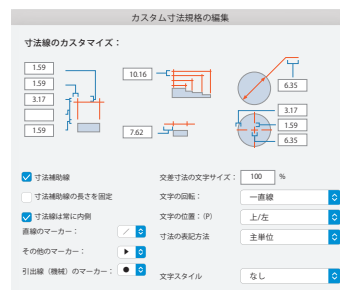 カスタム寸法規格の編集
寸法線のカスタマイズ：
1.59
1.59
3.17
1.59
10.16
7.62
6.35
3.17
1.59
6.35
寸法補助線
寸法補助線の長さを固定
寸法線は常に内側
直線のマーカー：
その他のマーカー：
引出線（機械）のマーカー：
交差寸法の文字サイズ： 100 %
文字の回転： 一直線
文字の位置：(P) 上/左
寸法の表記方法 主単位
文字スタイル なし